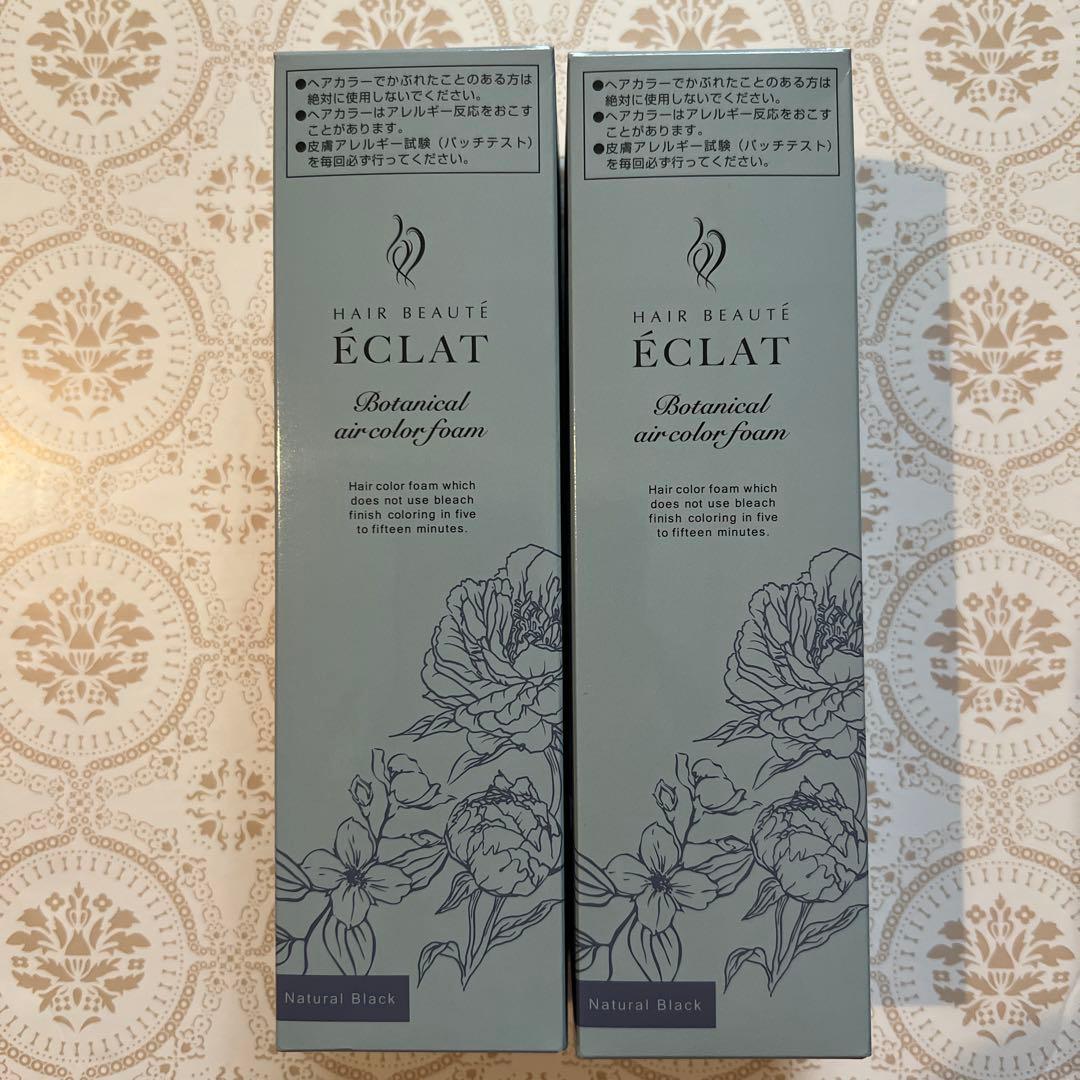 ●ヘアカラーでかぶれたことのある方は
絶対に使用しないでください。
●ヘアカラーはアレルギー反応をおこす
ことがあります。
●皮膚アレルギー試験（パッチテスト）
を毎回必ず行ってください。
HAIR BEAUTÉ
ÉCLAT
Botanical
air color foam
Hair color foam which
does not use bleach
finish coloring in five
to fifteen minutes.
Natural Black
●ヘアカラーでかぶれたことのある方は
絶対に使用しないでください。
●ヘアカラーはアレルギー反応をおこす
ことがあります。
●皮膚アレルギー試験（パッチテスト）
を毎回必ず行ってください。
HAIR BEAUTÉ
ÉCLAT
Botanical
air color foam
Hair color foam which
does not use bleach
finish coloring in five
to fifteen minutes.
Natural Black